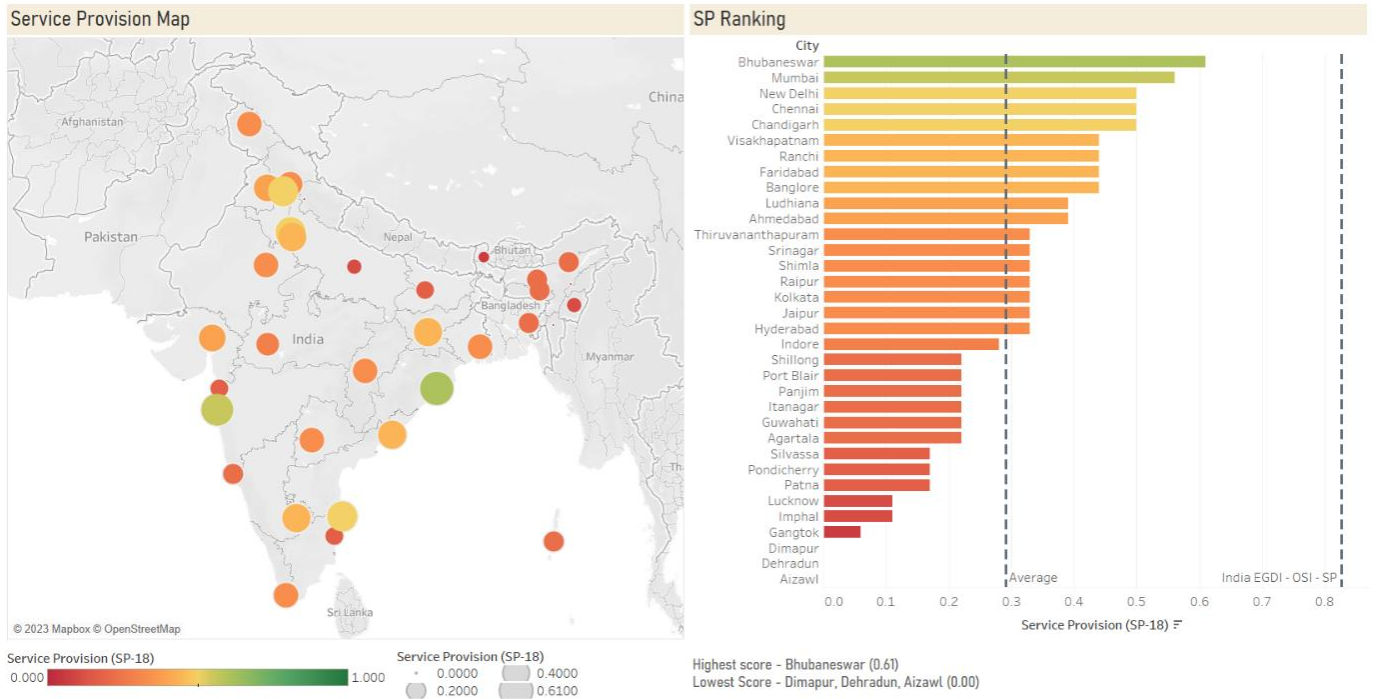 Service Provision Map
SP Ranking
China
Afghanistan
Pakistan
Nepal
Bhutan
Bangladesh
India
Myanmar
Th
Sri Lanka
© 2023 Mapbox © OpenStreetMap
City
Bhubaneswar
Mumbai
New Delhi
Chennai
Chandigarh
Visakhapatnam
Ranchi
Faridabad
Banglore
Ludhiana
Ahmedabad
Thiruvananthapuram
Srinagar
Shimla
Raipur
Kolkata
Jaipur
Hyderabad
Indore
Shillong
Port Blair
Panjim
Itanagar
Guwahati
Agartala
Silvassa
Pondicherry
Patna
Lucknow
Imphal
Gangtok
Dimapur
Dehradun
Aizawl
Average
India EGDI - OSI - SP
0.0 0.1 0.2 0.3 0.4 0.5 0.6 0.7 0.8
Service Provision (SP-18)
Service Provision (SP-18)
0.000 1.000
Service Provision (SP-18)
0.0000 0.4000
0.2000 0.6100
Highest score - Bhubaneswar (0.61)
Lowest Score - Dimapur, Dehradun, Aizawl (0.00)